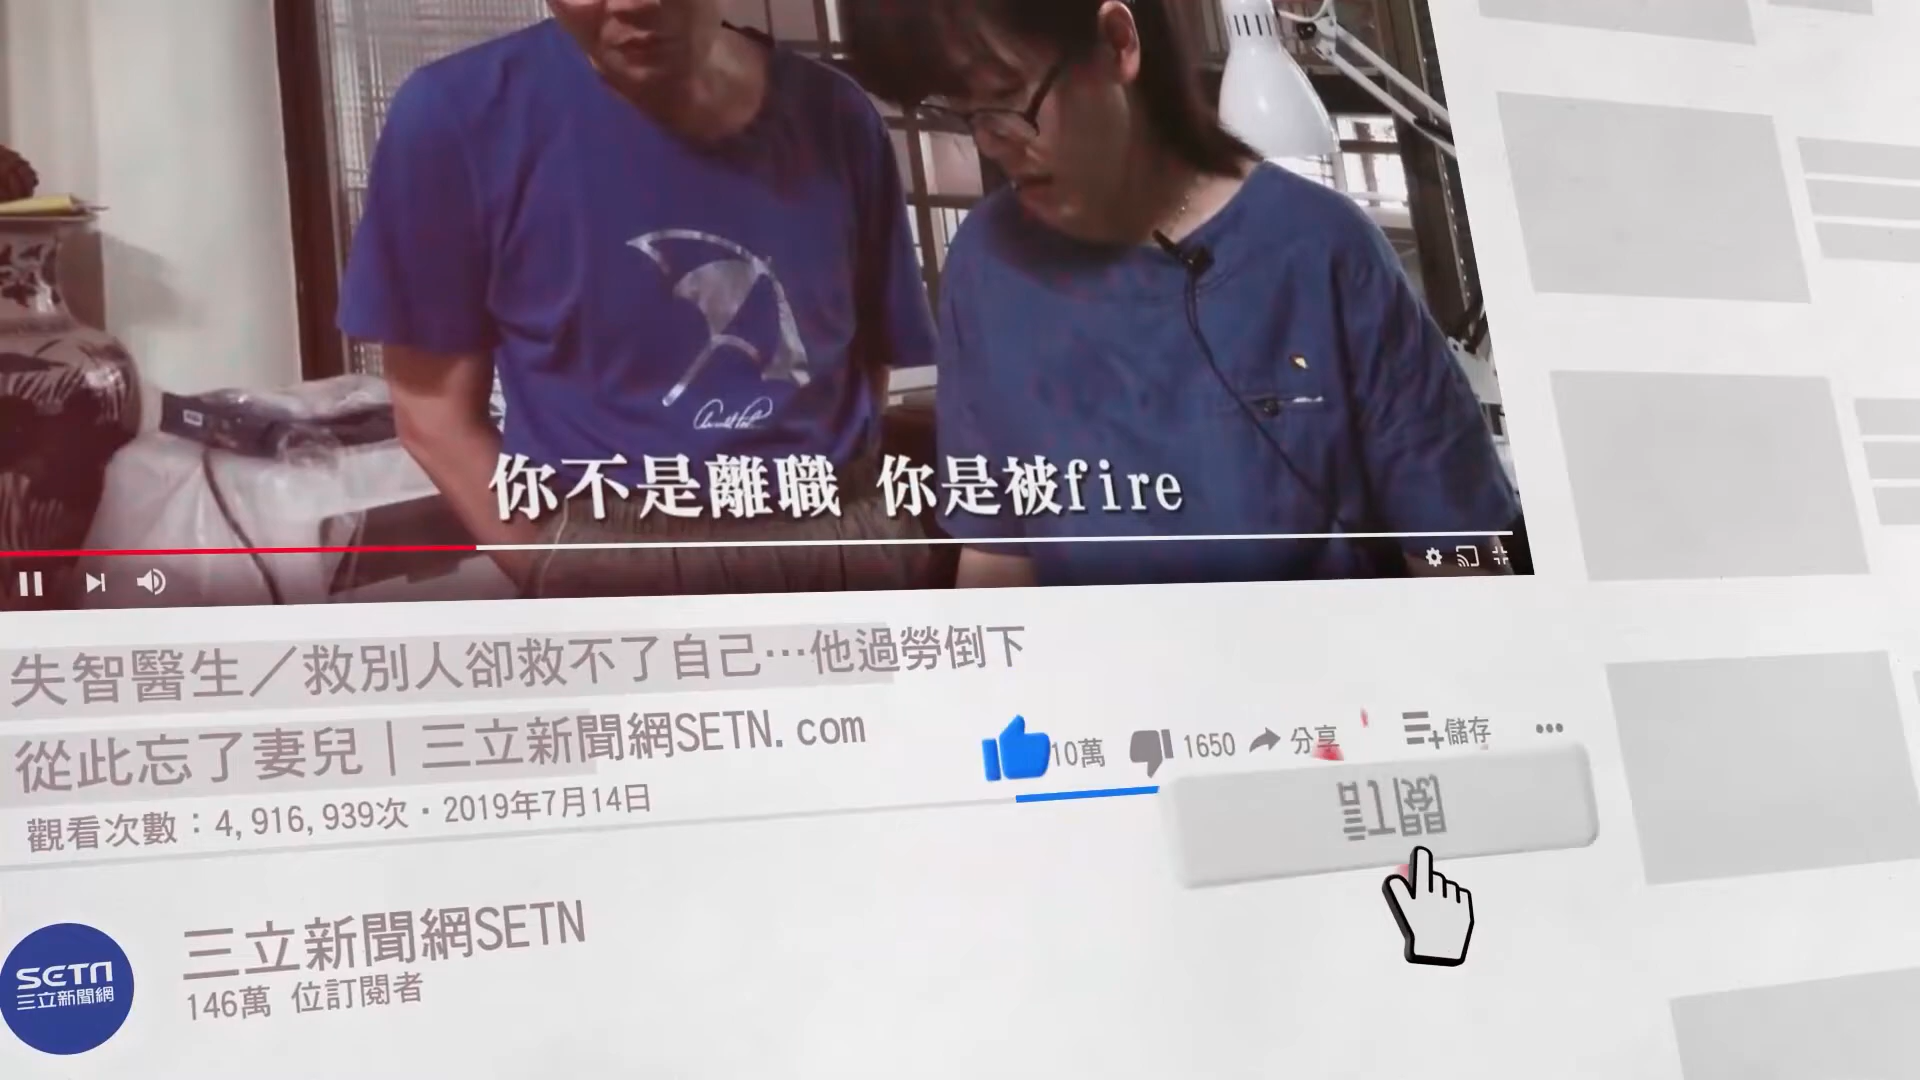 你不是離職 你是被fire
失智醫生／救別人卻救不了自己…他過勞倒下
從此忘了妻兒｜三立新聞網SETN.com
10萬 1650 分享 儲存
觀看次數：4,916,939次・2019年7月14日
訂閱
三立新聞網SETN
146萬 位訂閱者
SETN
三立新聞網